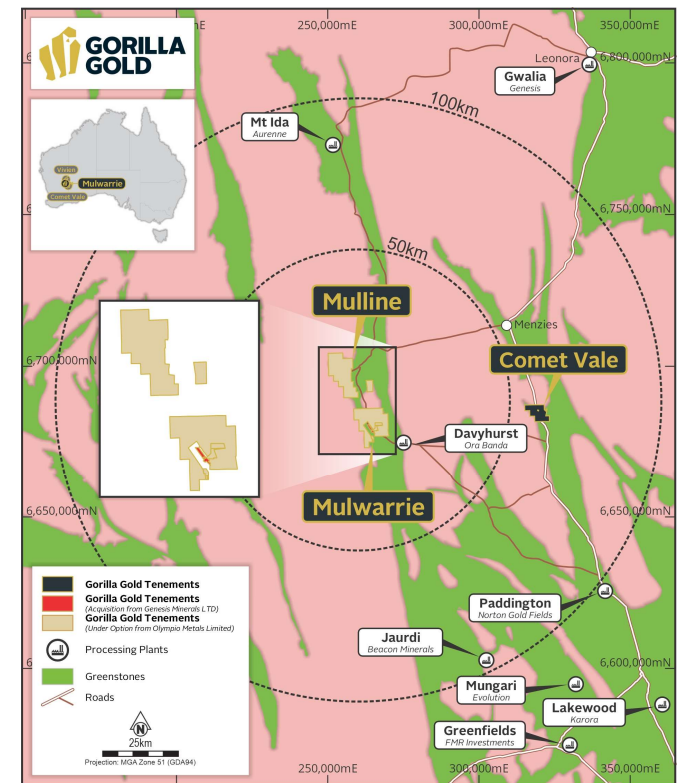 GORILLA
GOLD
E
250,000mE
300,000mE
350,000mE
6
Leonora
6,800,000mN
Gwalia
Genesis
100km
Mt Ida
Aurenne
Vivien
Mulwarrie
Comet Vale
6
6,750,000mN
50km
Mulline
Menzies
6,700,000mN
Comet Vale
Davyhurst
Ora Banda
Mulwarrie
6,650,000mN
6,650,000mN
Gorilla Gold Tenements
Gorilla Gold Tenements
(Acquisition from Genesis Minerals LTD)
Gorilla Gold Tenements
(Under Option from Olympio Metals Limited)
Processing Plants
Greenstones
Roads
N
25km
Projection: MGA Zone 51 (GDA94)
Paddington
Norton Gold Fields
Jaurdi
Beacon Minerals
6
6,600,000mN
Mungari
Evolution
Lakewood
Karora
Greenfields
FMR Investments
250,000mE
300,000mE
350,000mE